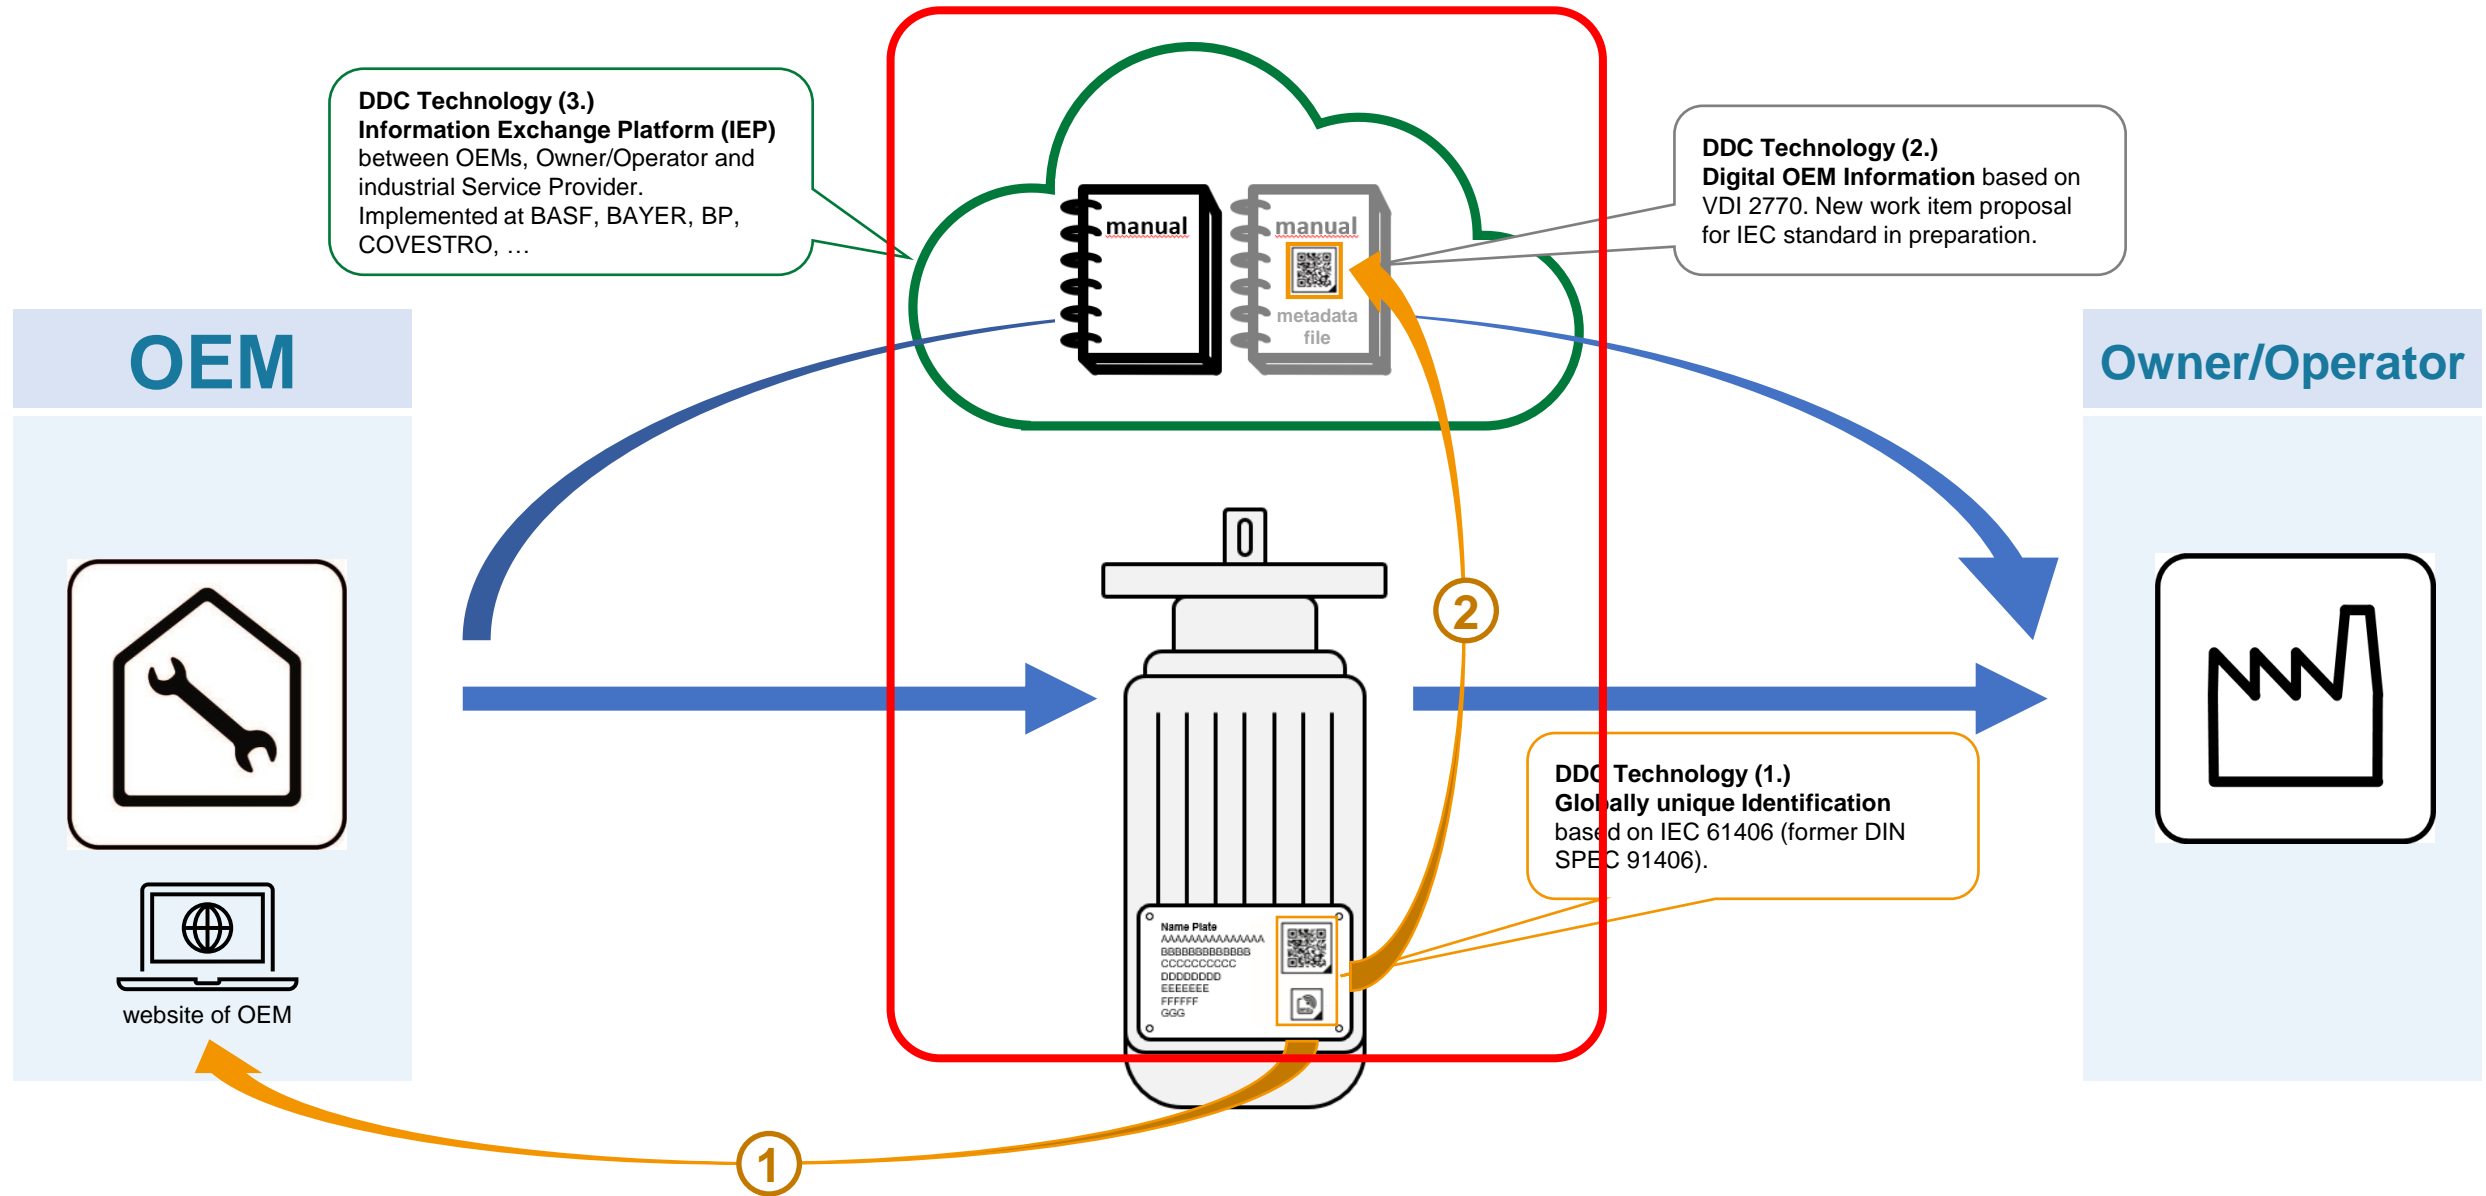 DDC Technology (3.)
Information Exchange Platform (IEP)
between OEMs, Owner/Operator and
industrial Service Provider.
Implemented at BASF, BAYER, BP,
COVESTRO, …
manual
manual
metadata
file
DDC Technology (2.)
Digital OEM Information based on
VDI 2770. New work item proposal
for IEC standard in preparation.
OEM
Owner/Operator
2
DDC Technology (1.)
Globally unique Identification
based on IEC 61406 (former DIN
SPEC 91406).
Name Plate
AAAAAAAAAAAAAAA
BBBBBBBBBBBBB
CCCCCCCCCC
DDDDDDDD
EEEEEEE
FFFFFF
GGG
website of OEM
1